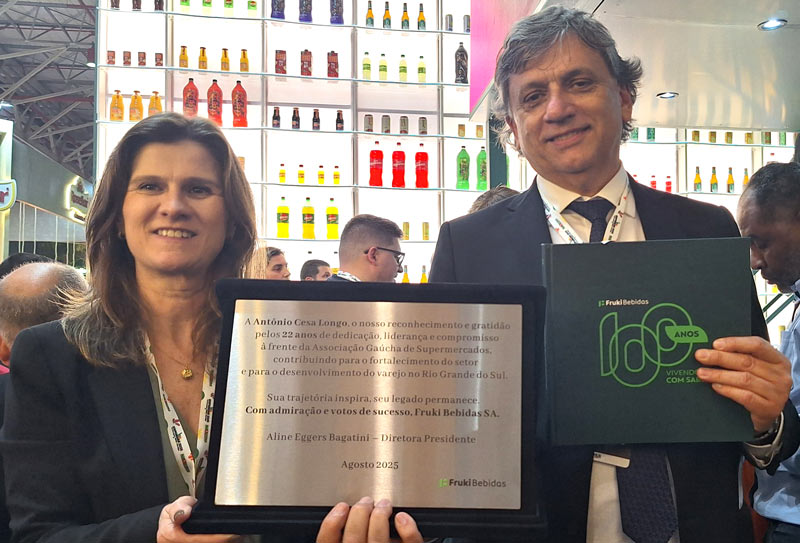 A Antônio Cesa Longo, o nosso reconhecimento e gratidão
pelos 22 anos de dedicação, liderança e compromisso
à frente da Associação Gaúcha de Supermercados,
contribuindo para o fortalecimento do setor
e para o desenvolvimento do varejo no Rio Grande do Sul.
Sua trajetória inspira, seu legado permanece.
Com admiração e votos de sucesso, Fruki Bebidas SA.
Aline Eggers Bagatini – Diretora Presidente
Agosto 2025
Fruki Bebidas
Fruki Bebidas
100 ANOS
COM